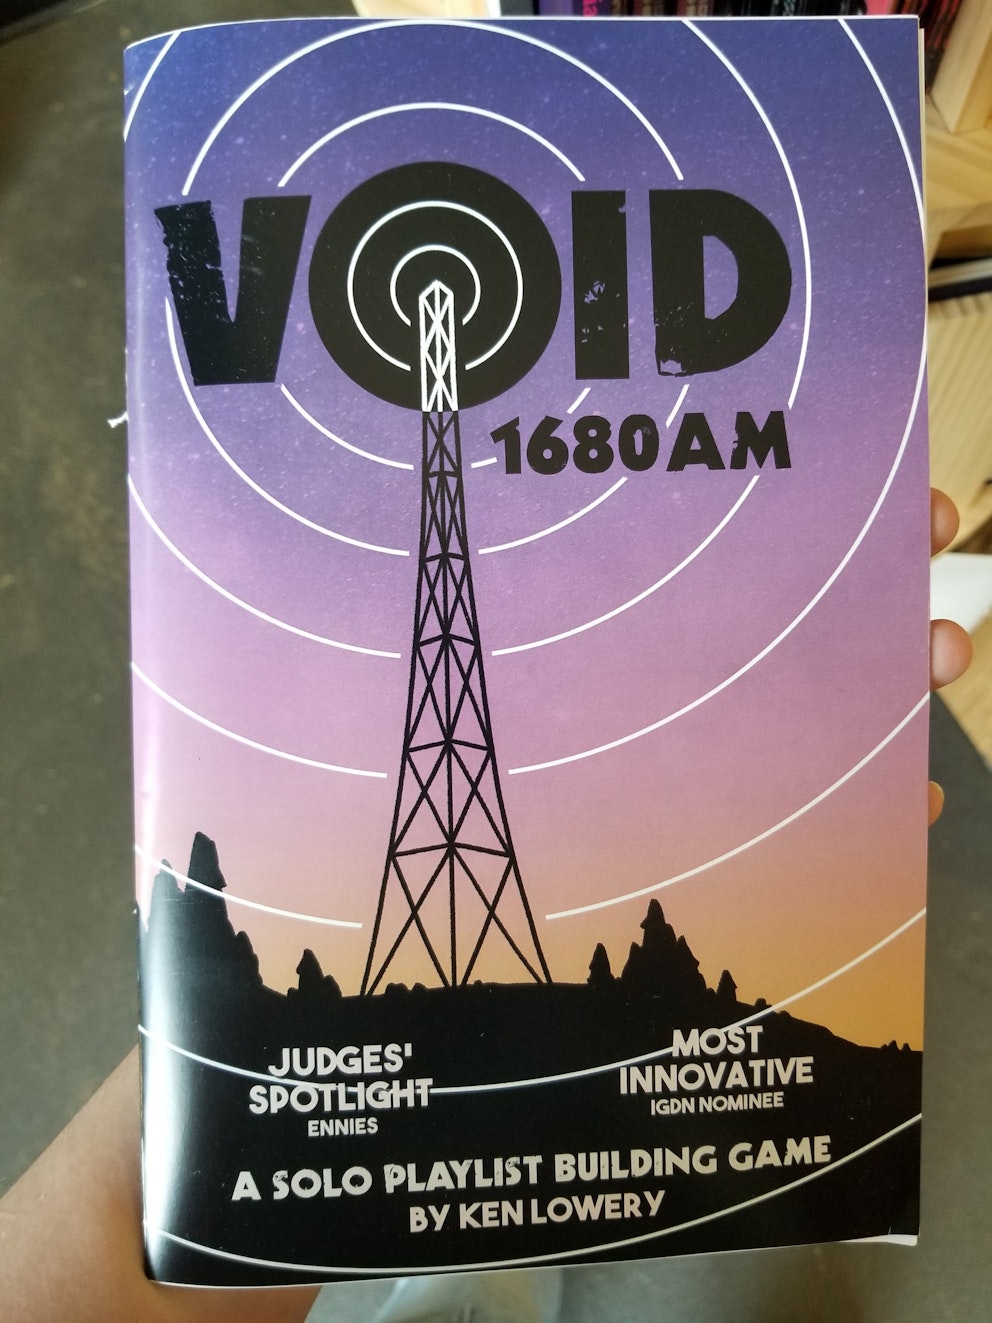 VOID
1680 AM
JUDGES'
SPOTLIGHT
ENNIES
MOST
INNOVATIVE
IGDN NOMINEE
A SOLO PLAYLIST BUILDING GAME
BY KEN LOWERY